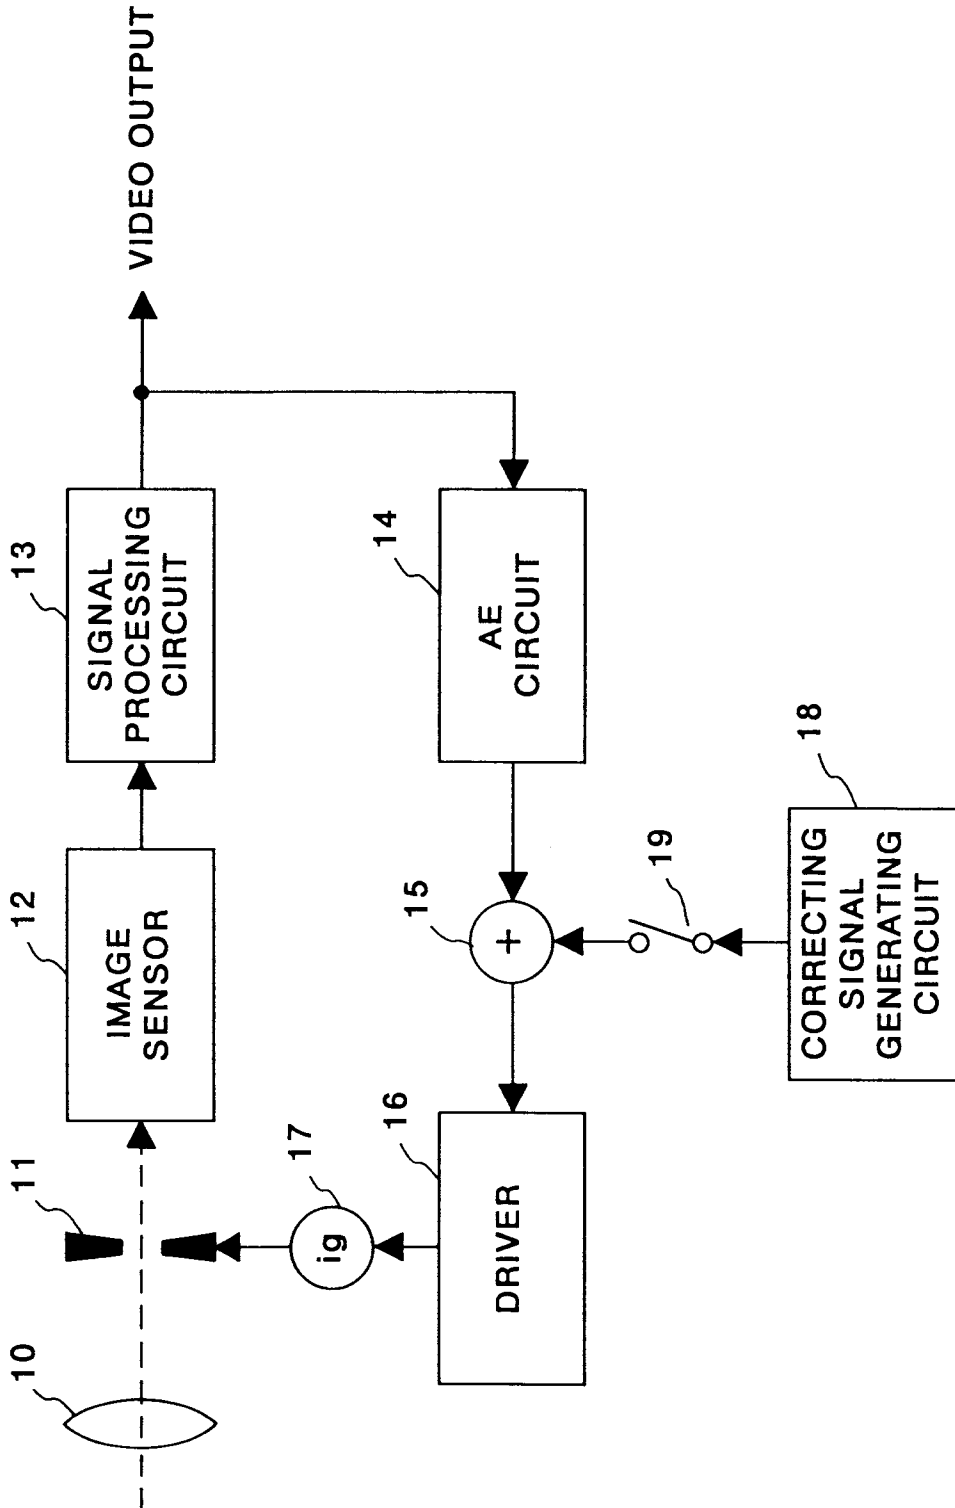 10
11
12
IMAGE
SENSOR
13
SIGNAL
PROCESSING
CIRCUIT
VIDEO OUTPUT
17
ig
16
DRIVER
15
+
14
AE
CIRCUIT
19
18
CORRECTING
SIGNAL
GENERATING
CIRCUIT